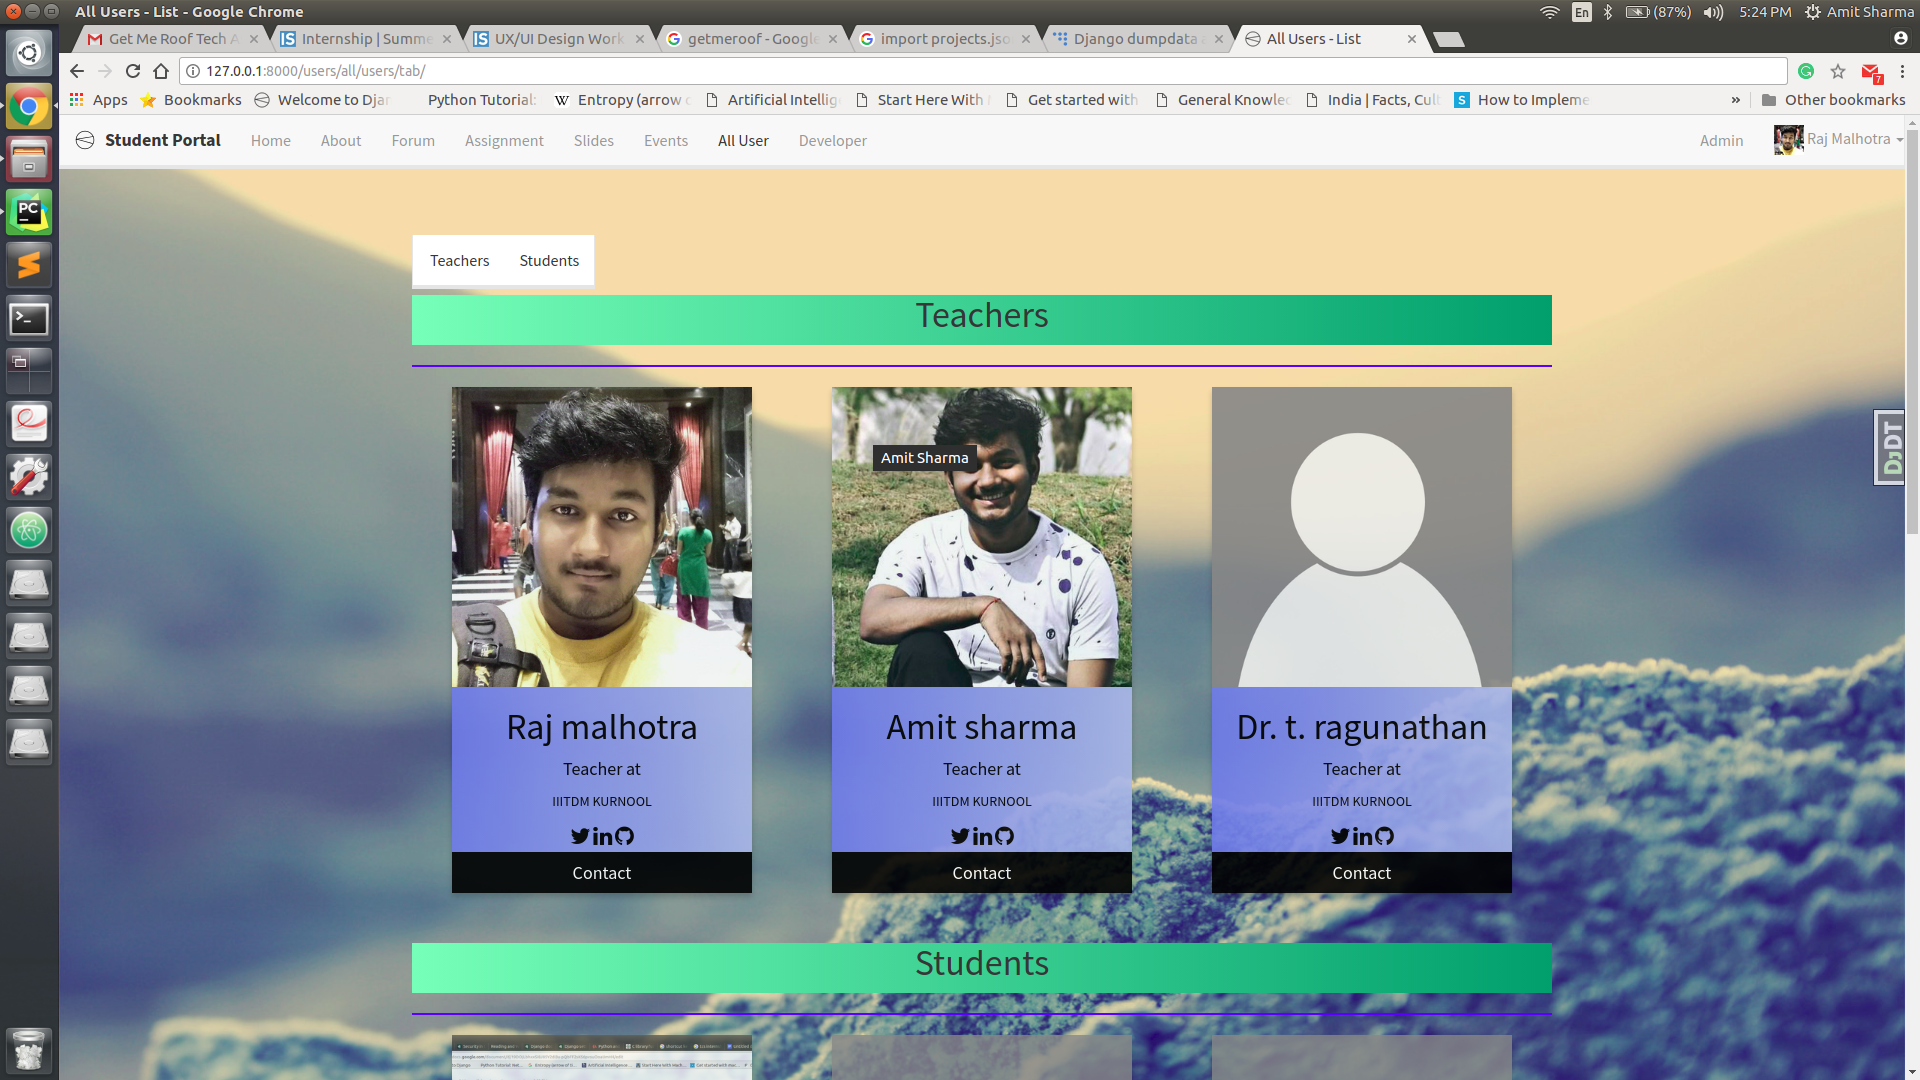 All Users - List - Google Chrome
En
(87%)
5:24 PM
Amit Sharma
Get Me Roof Tech A
Internship | Summe
UX/UI Design Work
getmeroof - Google
import projects.jso
Django dumpdata
All Users - List
127.0.0.1:8000/users/all/users/tab/
7
Apps
Bookmarks
Welcome to Djan
Python Tutorial:
W
Entropy (arrow o
Artificial Intellig
Start Here With
Get started with
General Knowlec
India | Facts, Cult
S
How to Impleme
»
Other bookmarks
Student Portal
Home
About
Forum
Assignment
Slides
Events
All User
Developer
Admin
Raj Malhotra
PC
Teachers
Students
Teachers
DjDT
Amit Sharma
Raj malhotra
Teacher at
IIITDM KURNOOL
Contact
Amit sharma
Teacher at
IIITDM KURNOOL
Contact
Dr. t. ragunathan
Teacher at
IIITDM KURNOOL
Contact
Students